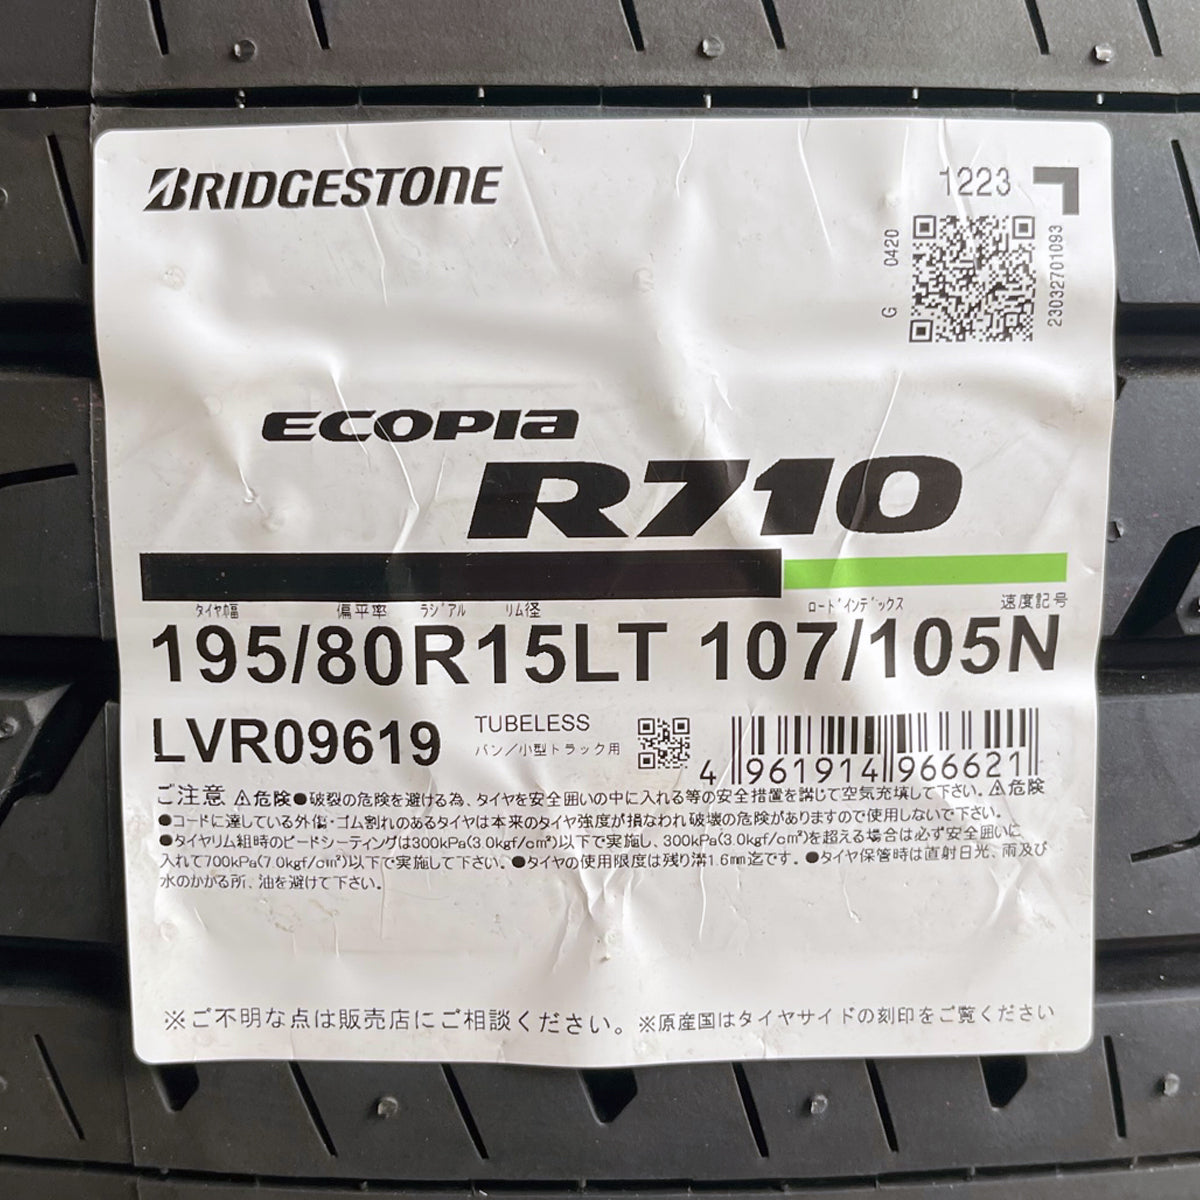 BRIDGESTONE
1223
G 0420
23032701093
ECOPIA
R710
タイヤ幅 偏平率 ラジアル リム径 ロードインデックス 速度記号
195/80R15LT 107/105N
LVR09619
TUBELESS
バン/小型トラック用
4 961914 966621
ご注意 ⚠危険●破裂の危険を避ける為、タイヤを安全囲いの中に入れる等の安全措置を講じて空気充填して下さい。⚠危険
●コードに達している外傷・ゴム割れのあるタイヤは本来のタイヤ強度が損なわれ破壊の危険がありますので使用しないで下さい。
●タイヤリム組時のビードシーティングは300kPa(3.0kgf/cm²)以下で実施し、300kPa(3.0kgf/cm²)を超える場合は必ず安全囲いに
入れて700kPa(7.0kgf/cm²)以下で実施して下さい。●タイヤの使用限度は残り溝1.6mm迄です。●タイヤ保管時は直射日光、雨及び
水のかかる所、油を避けて下さい。
※ご不明な点は販売店にご相談ください。※原産国はタイヤサイドの刻印をご覧ください